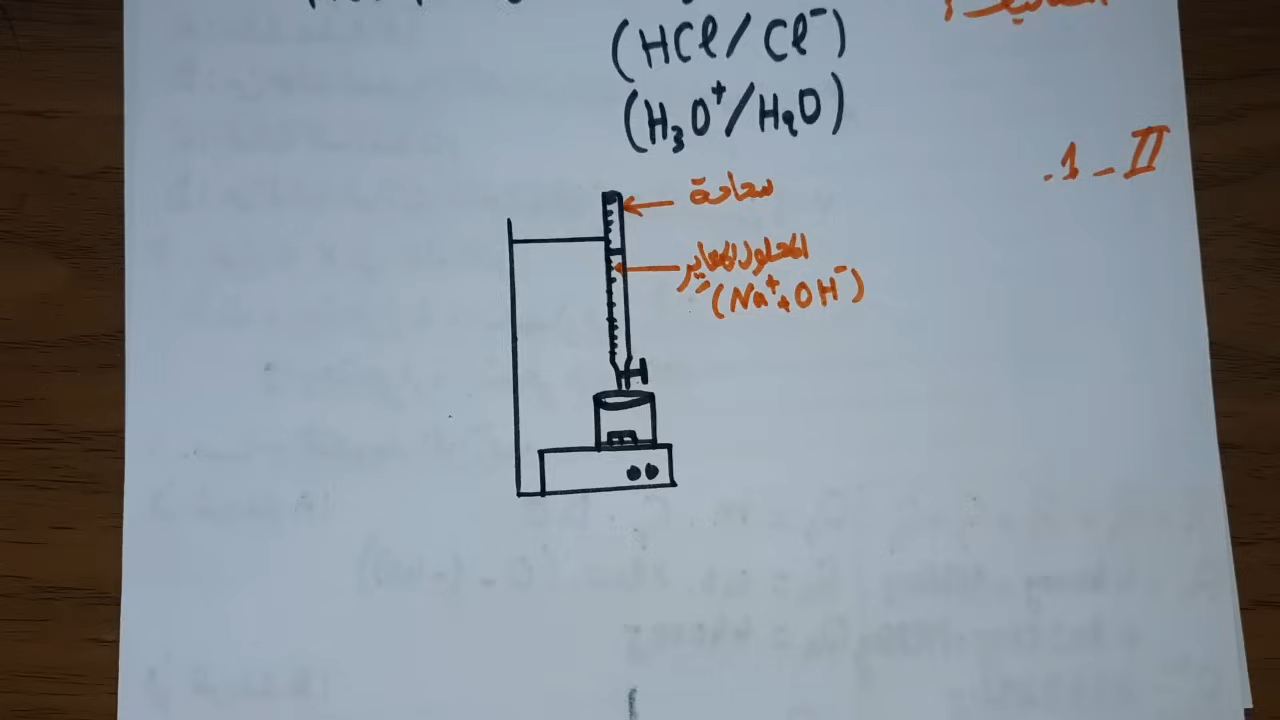 (HCl / Cl⁻)
(H₃O⁺/H₂O)
II - 1.
سحاحة
المحلول المعاير
(Na⁺ + OH⁻)